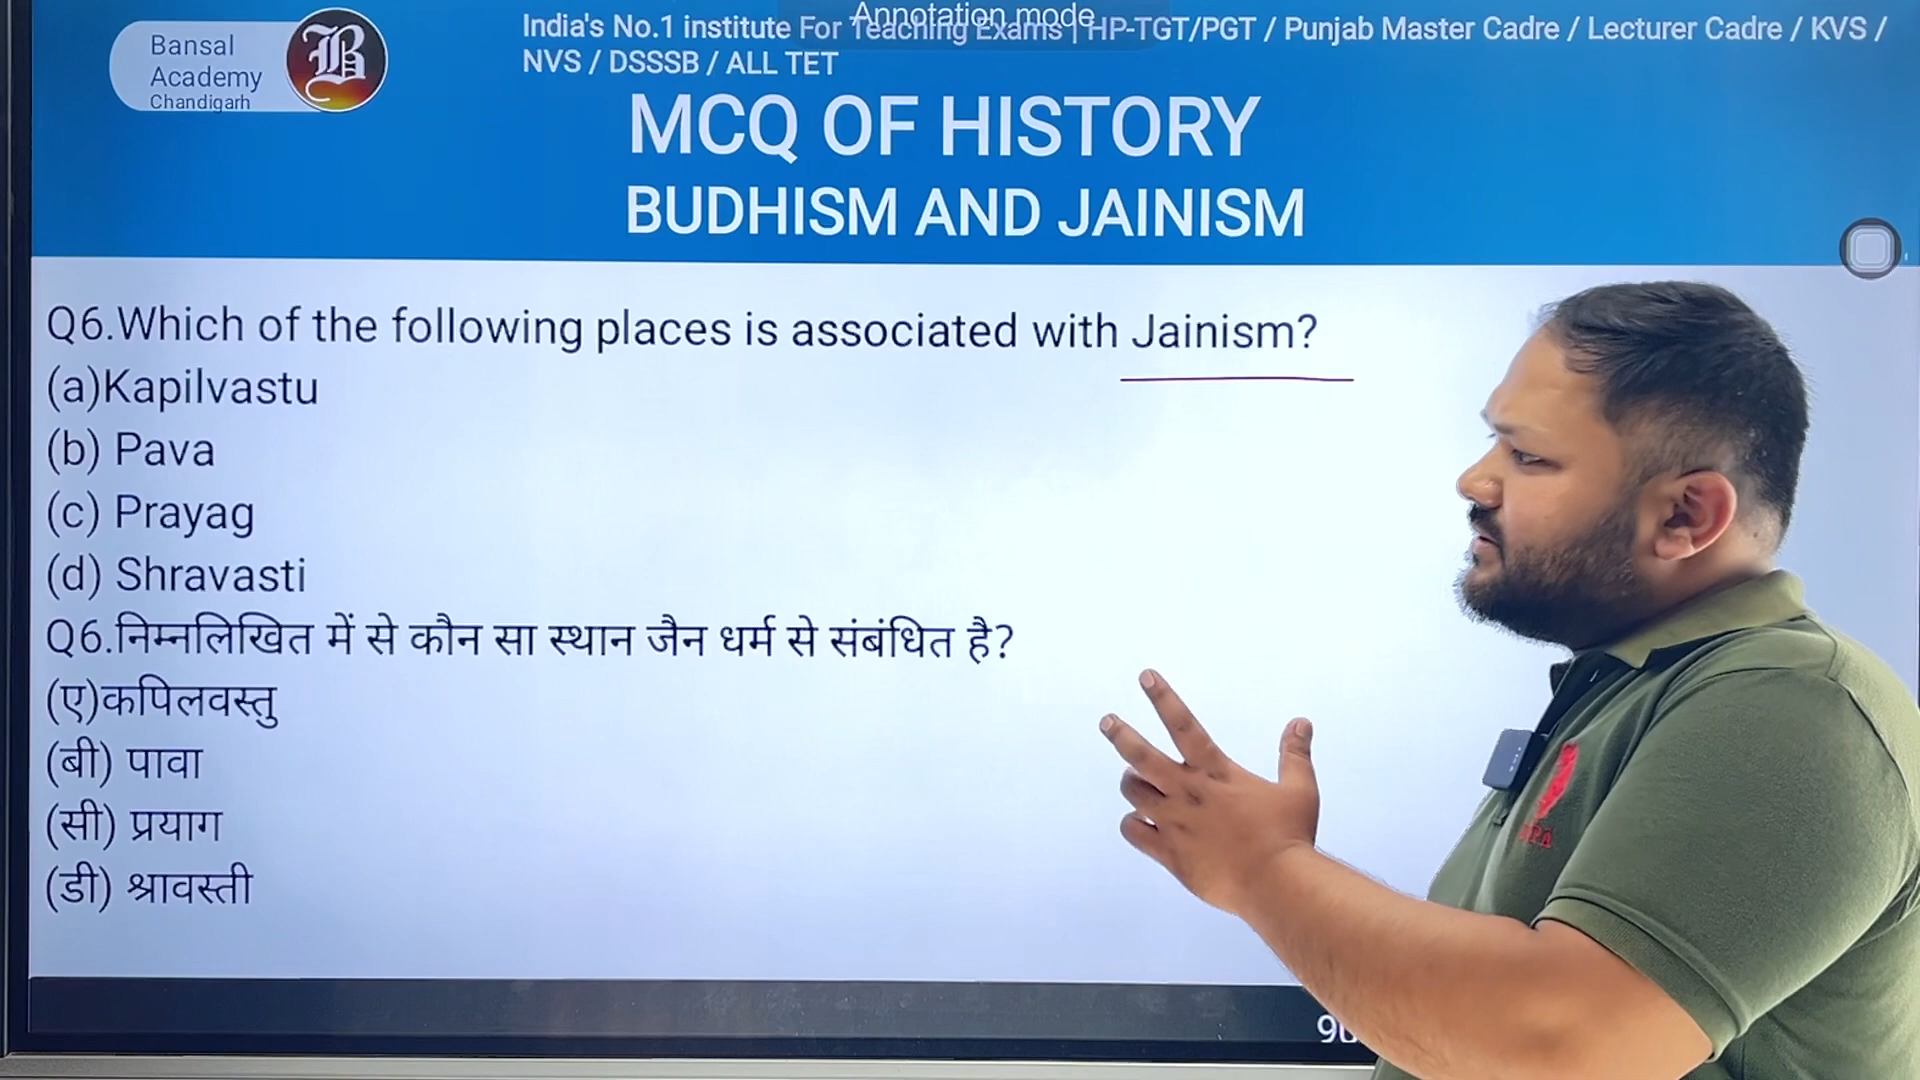 Annotation mode
Bansal
Academy
Chandigarh
B
India's No.1 institute For Teaching Exams | HP-TGT/PGT / Punjab Master Cadre / Lecturer Cadre / KVS /
NVS / DSSSB / ALL TET
MCQ OF HISTORY
BUDHISM AND JAINISM
Q6.Which of the following places is associated with Jainism?
(a)Kapilvastu
(b) Pava
(c) Prayag
(d) Shravasti
Q6.निम्नलिखित में से कौन सा स्थान जैन धर्म से संबंधित है?
(ए)कपिलवस्तु
(बी) पावा
(सी) प्रयाग
(डी) श्रावस्ती